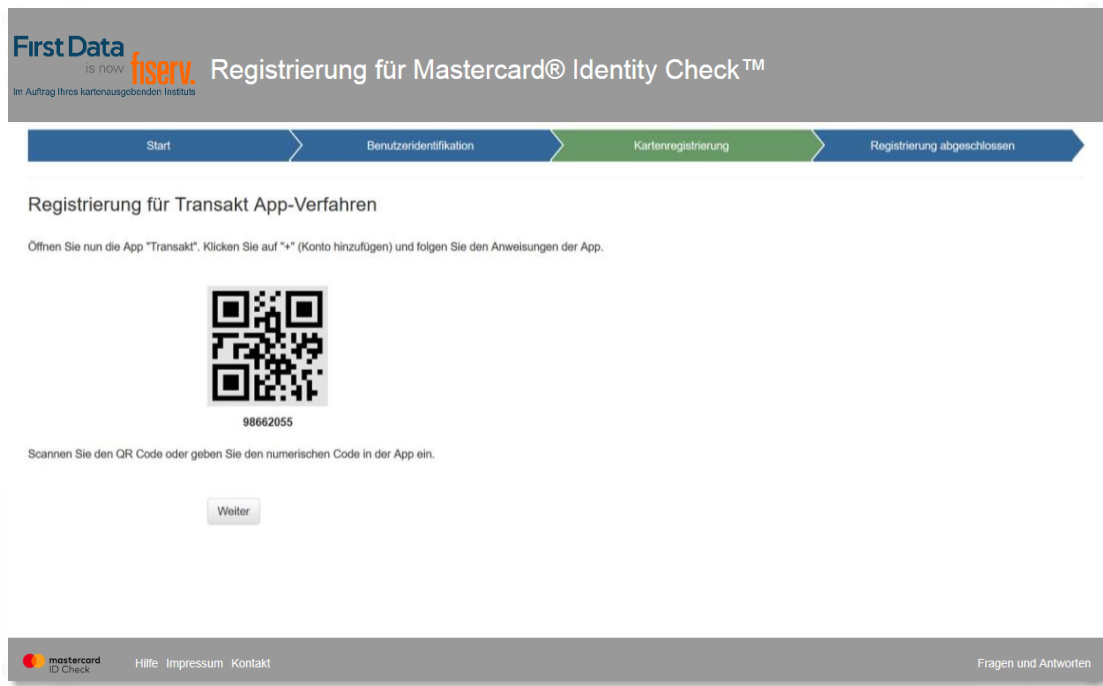 First Data
is now fiserv.
Im Auftrag Ihres kartenausgebenden Instituts
Registrierung für Mastercard® Identity Check™
Start
Benutzeridentifikation
Kartenregistrierung
Registrierung abgeschlossen
Registrierung für Transakt App-Verfahren
Öffnen Sie nun die App "Transakt". Klicken Sie auf "+" (Konto hinzufügen) und folgen Sie den Anweisungen der App.
98662055
Scannen Sie den QR Code oder geben Sie den numerischen Code in der App ein.
Weiter
mastercard
ID Check
Hilfe Impressum Kontakt
Fragen und Antworten